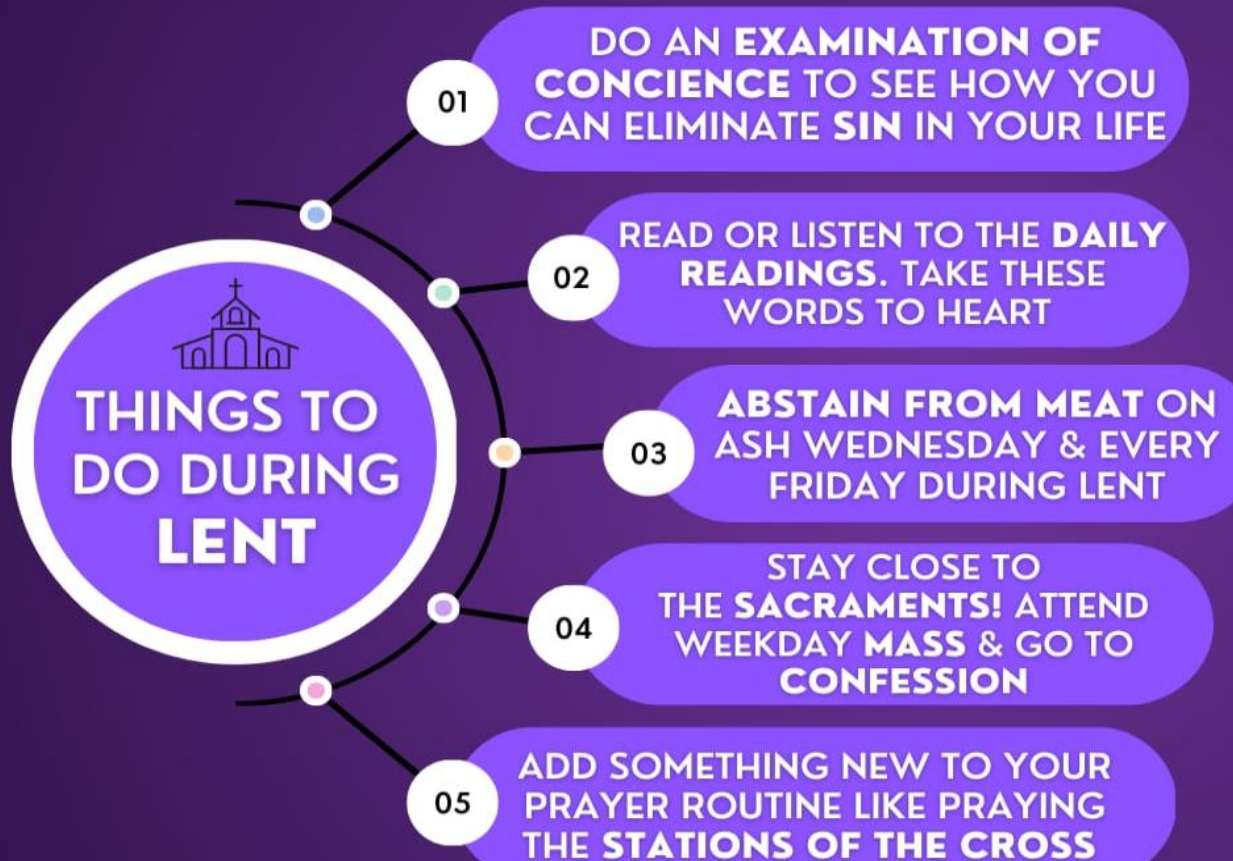 THINGS TO
DO DURING
LENT
01
DO AN EXAMINATION OF
CONCIENCE TO SEE HOW YOU
CAN ELIMINATE SIN IN YOUR LIFE
02
READ OR LISTEN TO THE DAILY
READINGS. TAKE THESE
WORDS TO HEART
03
ABSTAIN FROM MEAT ON
ASH WEDNESDAY & EVERY
FRIDAY DURING LENT
04
STAY CLOSE TO
THE SACRAMENTS! ATTEND
WEEKDAY MASS & GO TO
CONFESSION
05
ADD SOMETHING NEW TO YOUR
PRAYER ROUTINE LIKE PRAYING
THE STATIONS OF THE CROSS